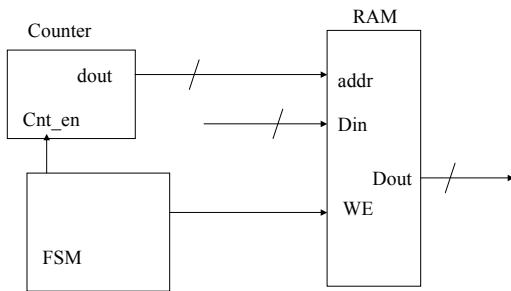 RAM
Counter
dout
addr
Cnt_en
Din
Dout
WE
FSM